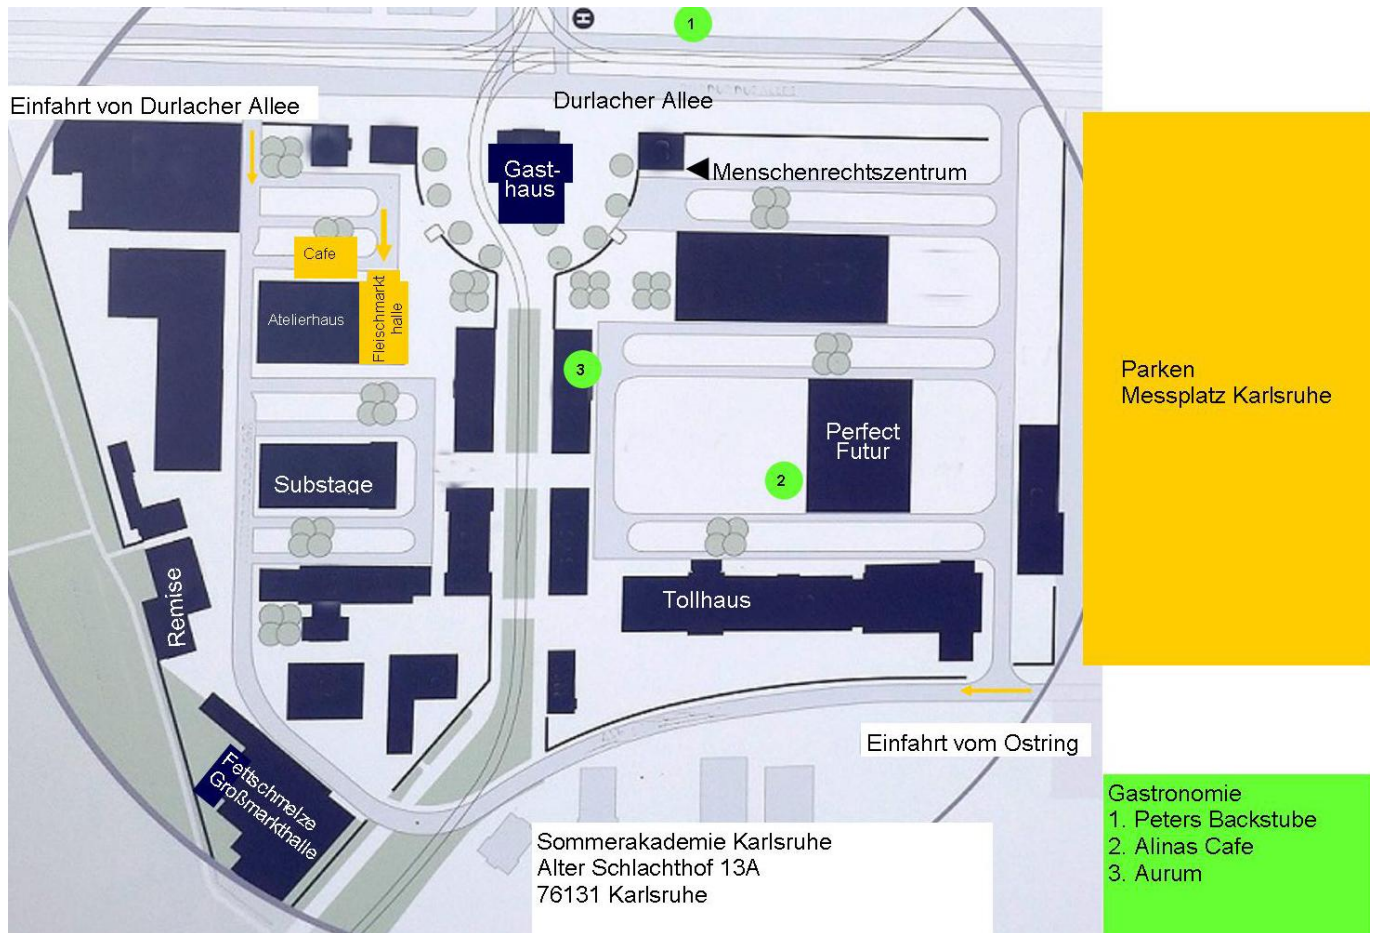 H
1
Einfahrt von Durlacher Allee
Durlacher Allee
Gast-
haus
Menschenrechtszentrum
Cafe
Atelierhaus
Fleischmarkt
halle
3
Parken
Messplatz Karlsruhe
Perfect
Futur
2
Substage
Remise
Tollhaus
Einfahrt vom Ostring
Fettschmelze
Großmarkthalle
Sommerakademie Karlsruhe
Alter Schlachthof 13A
76131 Karlsruhe
Gastronomie
1. Peters Backstube
2. Alinas Cafe
3. Aurum